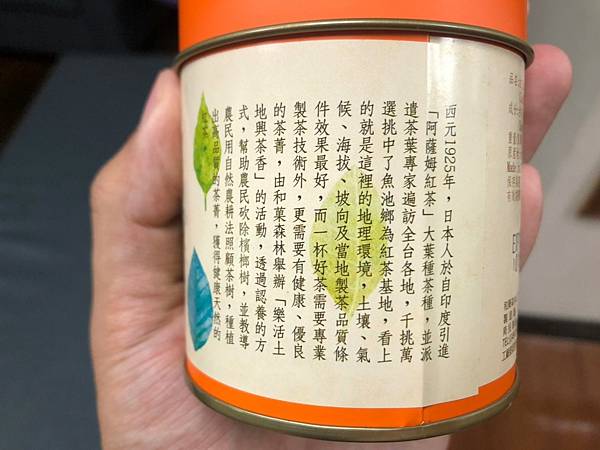 西元1925年，日本人於自印度引進
「阿薩姆紅茶」大葉種茶種，並派
遣茶葉專家遍訪全台各地，千挑萬
選挑中了魚池鄉為紅茶基地，看上
的就是這裡的地理環境，土壤、氣
候、海拔、坡向及當地製茶品質條
件效果最好，而一杯好茶需要專業
製茶技術外，更需要有健康、優良
的茶菁，由和菓森林舉辦「樂活土
地興茶香」的活動，透過認養的方
式，幫助農民砍除檳榔樹，並教導
農民用自然農耕法照顧茶樹，種植
出高品質的茶菁，獲得健康天然的
紅茶。